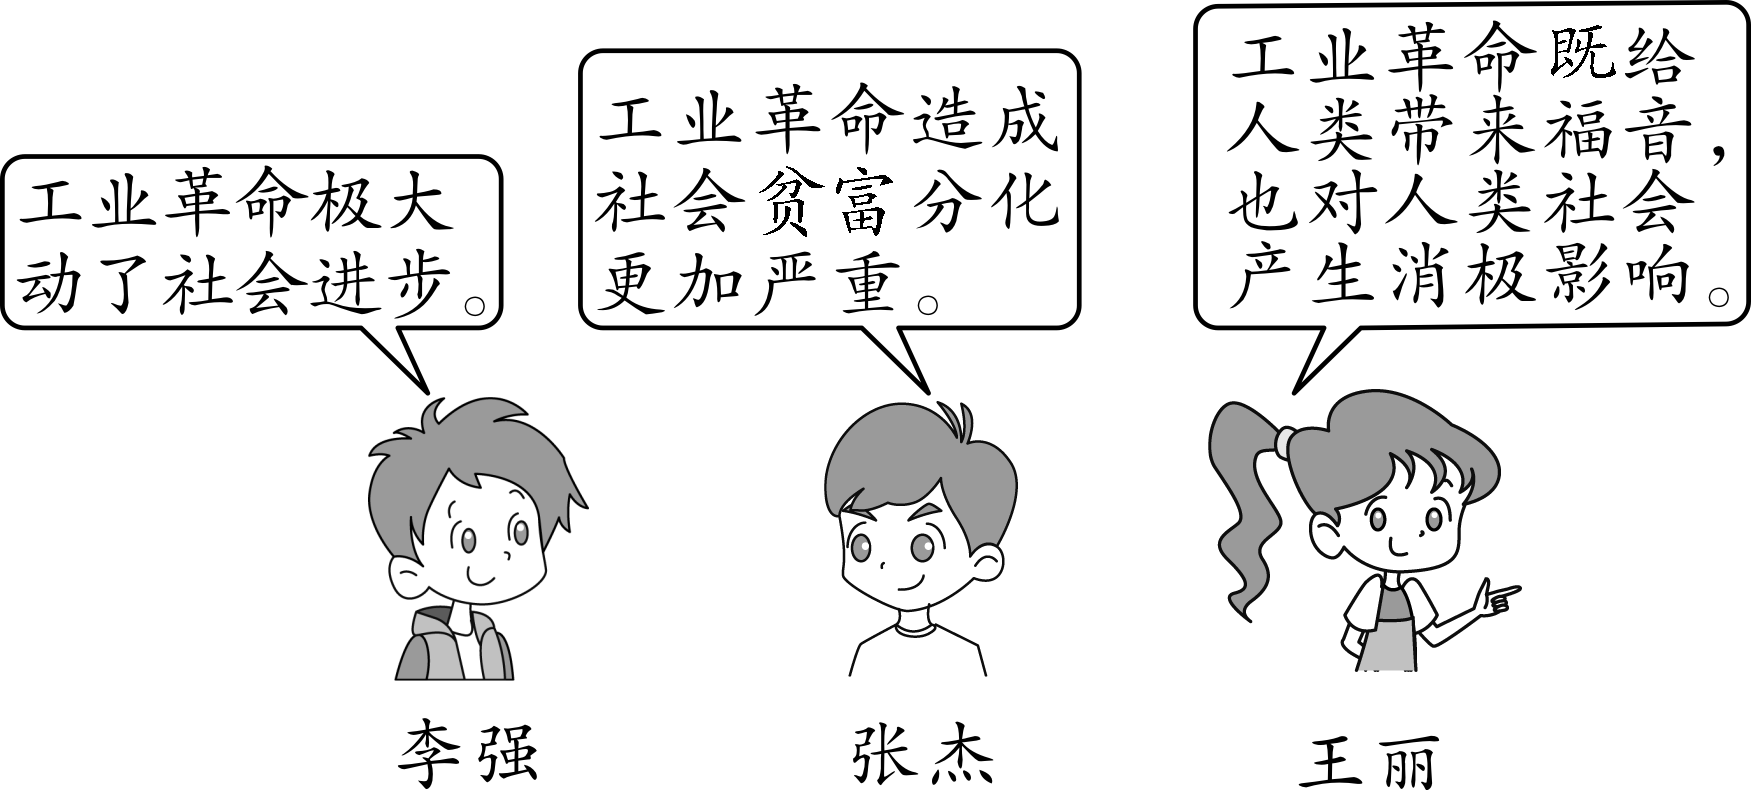 工业革命极大
动了社会进步。
工业革命造成
社会贫富分化
更加严重。
工业革命既给
人类带来福音，
也对人类社会
产生消极影响。
李强
张杰
王丽